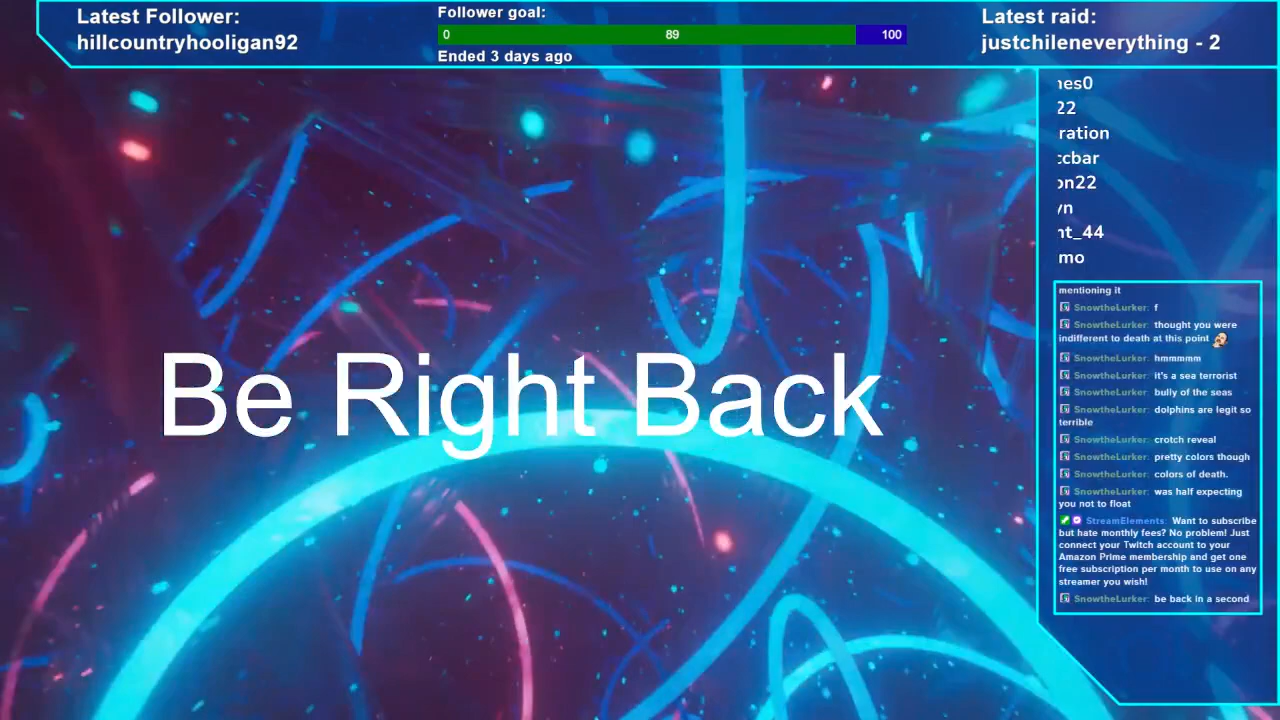 Latest Follower:
hillcountryhooligan92
Follower goal:
0 89 100
Ended 3 days ago
Latest raid:
justchileneverything - 2
22
ration
on22
nt_44
mo
mentioning it
SnowtheLurker: f
SnowtheLurker: thought you were
indifferent to death at this point
SnowtheLurker: hmmmmm
SnowtheLurker: it's a sea terrorist
SnowtheLurker: bully of the seas
SnowtheLurker: dolphins are legit so
terrible
SnowtheLurker: crotch reveal
SnowtheLurker: pretty colors though
SnowtheLurker: colors of death.
SnowtheLurker: was half expecting
you not to float
StreamElements: Want to subscribe
but hate monthly fees? No problem! Just
connect your Twitch account to your
Amazon Prime membership and get one
free subscription per month to use on any
streamer you wish!
SnowtheLurker: be back in a second
Be Right Back